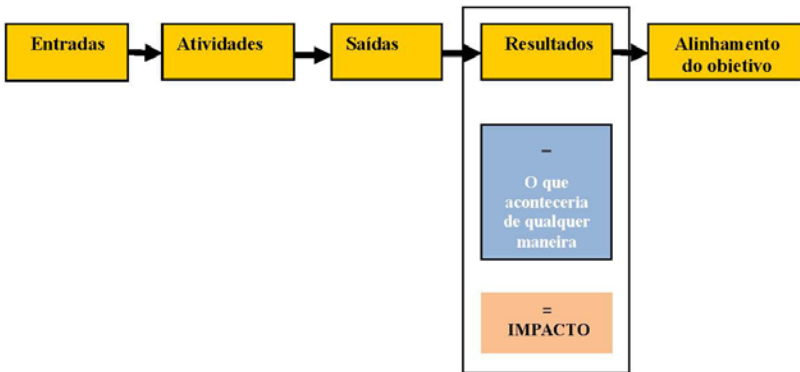 Entradas
Atividades
Saídas
Resultados
Alinhamento
do objetivo
–
O que
aconteceria
de qualquer
maneira
=
IMPACTO